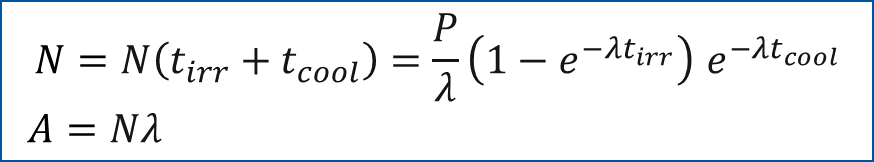 N = N(t_irr + t_cool) = P/λ (1 − e^{−λt_irr}) e^{−λt_cool}
A = Nλ